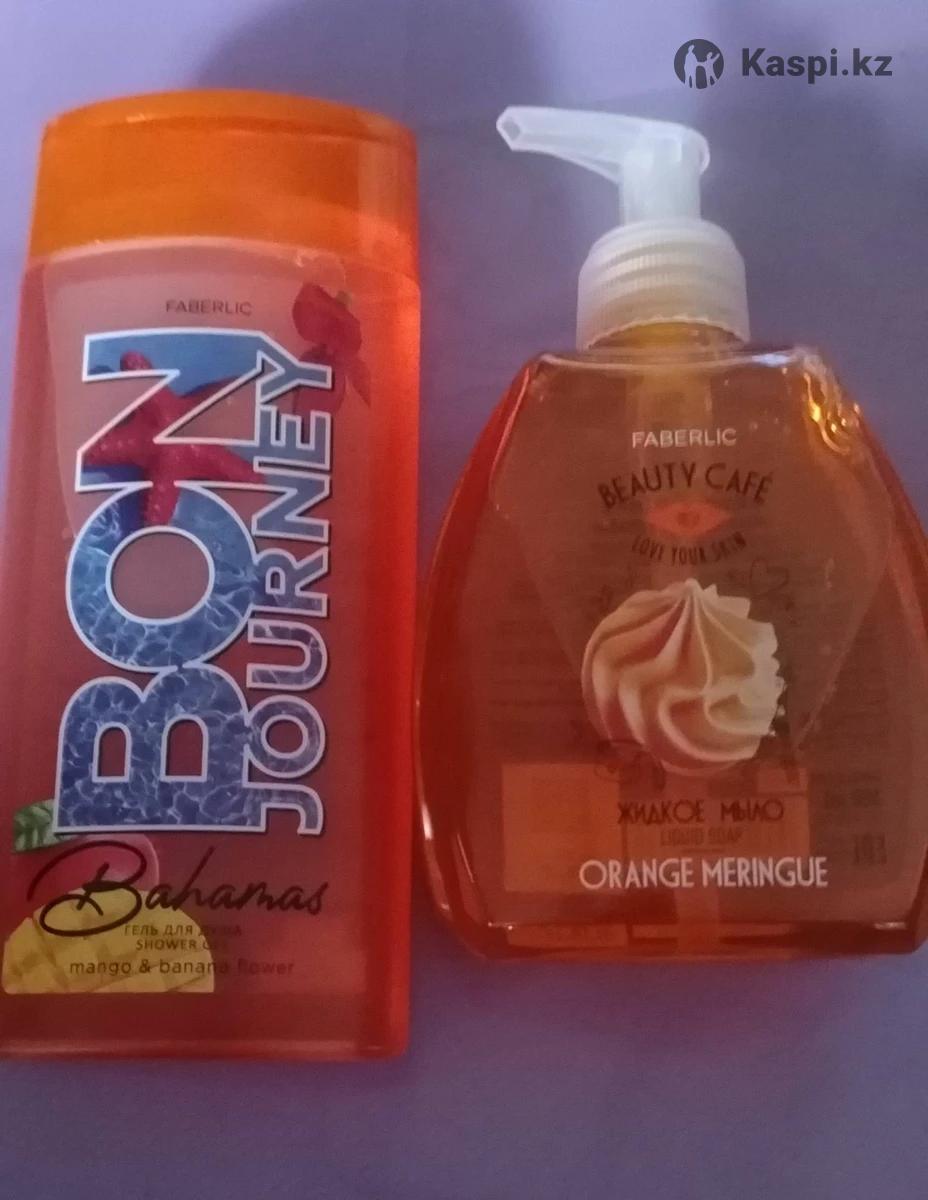 Kaspi.kz
FABERLIC
BON
JOURNEY
Bahamas
ГЕЛЬ ДЛЯ ДУША
SHOWER GEL
mango & banana flower
FABERLIC
BEAUTY CAFÉ
LOVE YOUR SKIN
ЖИДКОЕ МЫЛО
LIQUID SOAP
ORANGE MERINGUE